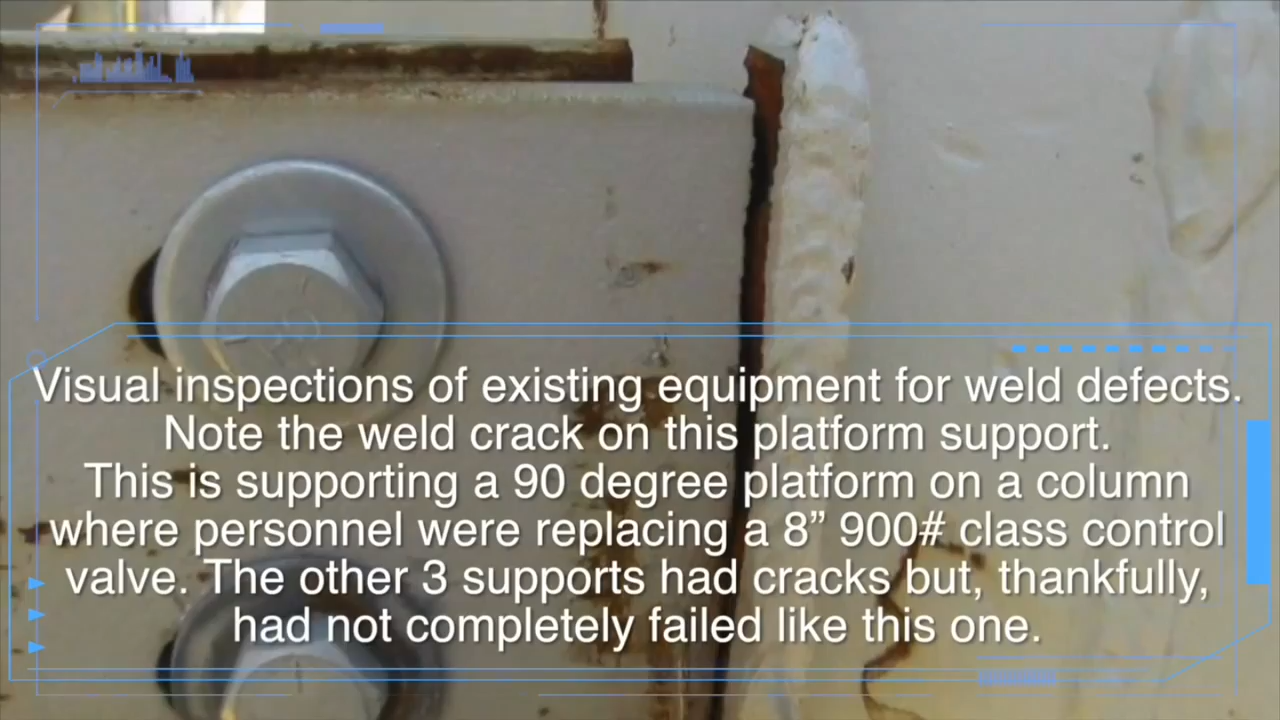 Visual inspections of existing equipment for weld defects.
Note the weld crack on this platform support.
This is supporting a 90 degree platform on a column
where personnel were replacing a 8” 900# class control
valve. The other 3 supports had cracks but, thankfully,
had not completely failed like this one.